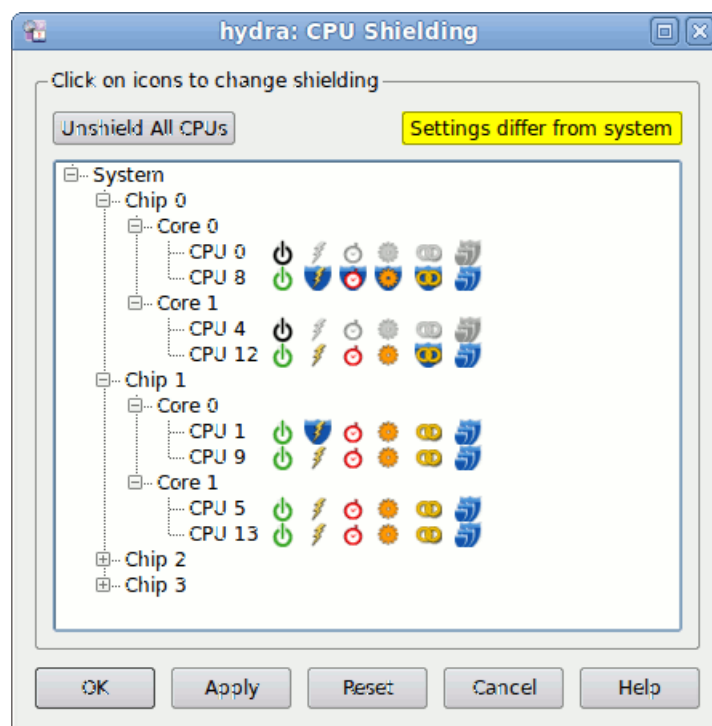 hydra: CPU Shielding
Click on icons to change shielding
Unshield All CPUs
Settings differ from system
System
Chip 0
Core 0
CPU 0
CPU 8
Core 1
CPU 4
CPU 12
Chip 1
Core 0
CPU 1
CPU 9
Core 1
CPU 5
CPU 13
Chip 2
Chip 3
OK
Apply
Reset
Cancel
Help